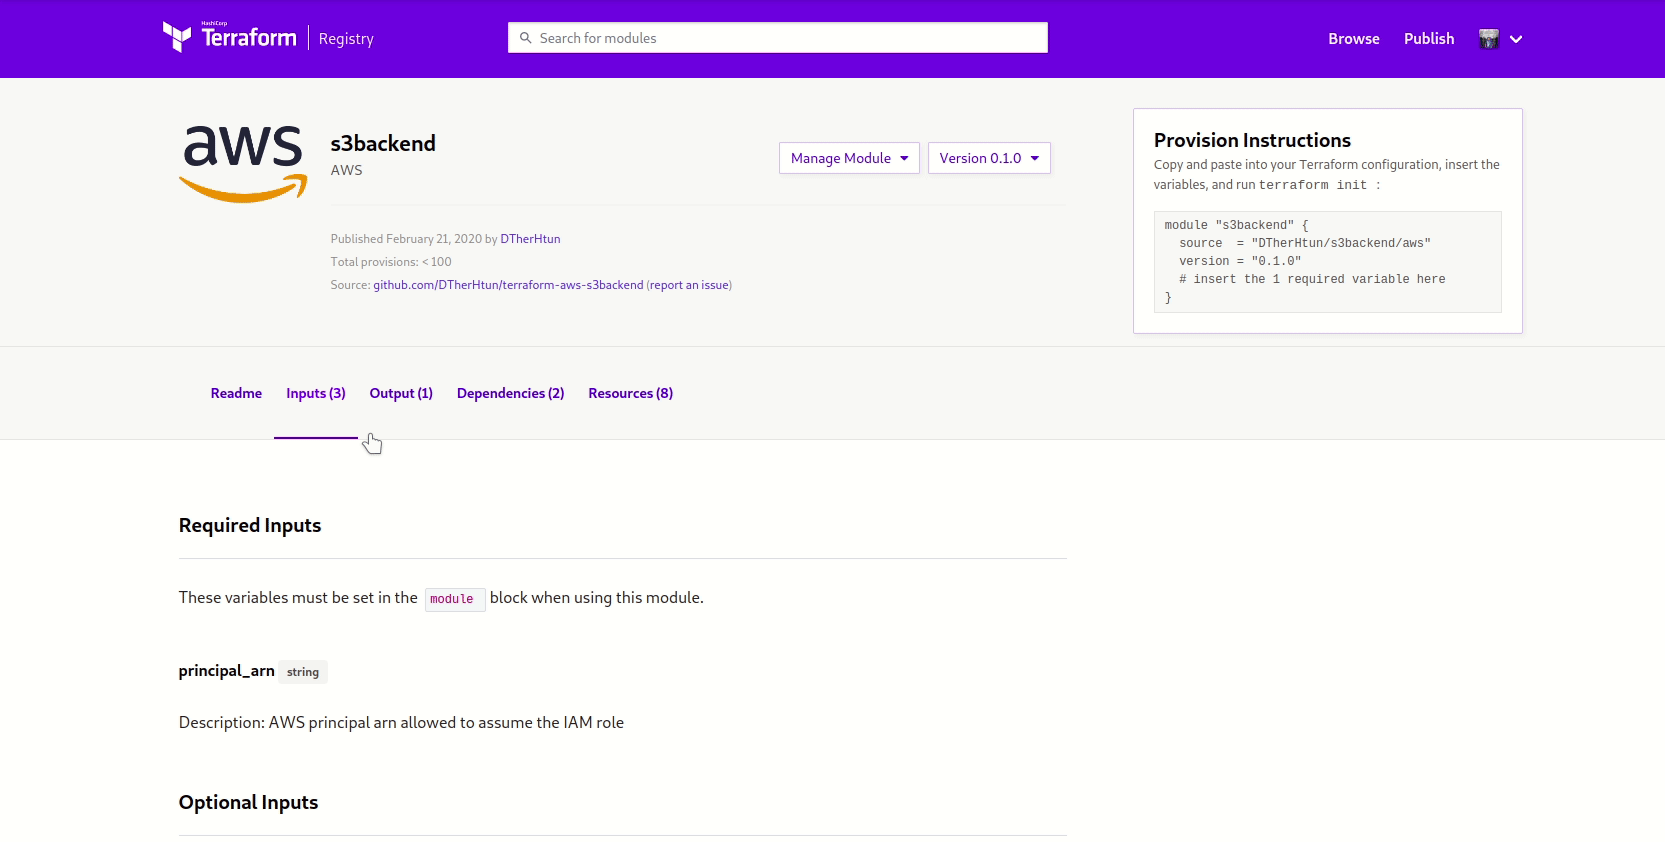 HashiCorp
Terraform
Registry
Search for modules
Browse
Publish
aws
s3backend
AWS
Manage Module
Version 0.1.0
Published February 21, 2020 by DTherHtun
Total provisions: < 100
Source: github.com/DTherHtun/terraform-aws-s3backend (report an issue)
Provision Instructions
Copy and paste into your Terraform configuration, insert the
variables, and run terraform init :
module "s3backend" {
  source  = "DTherHtun/s3backend/aws"
  version = "0.1.0"
  # insert the 1 required variable here
}
Readme
Inputs (3)
Output (1)
Dependencies (2)
Resources (8)
Required Inputs
These variables must be set in the module block when using this module.
principal_arn string
Description: AWS principal arn allowed to assume the IAM role
Optional Inputs